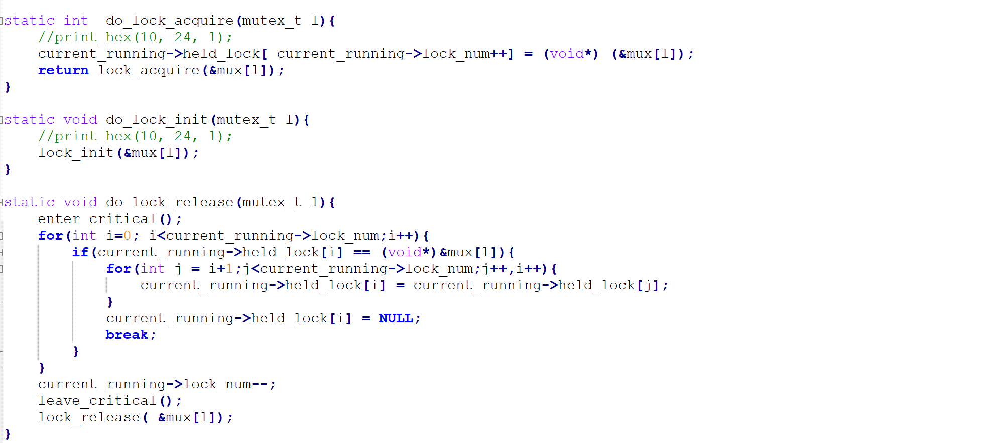 static int  do_lock_acquire(mutex_t l){
    //print_hex(10, 24, l);
    current_running->held_lock[ current_running->lock_num++] = (void*) (&mux[l]);
    return lock_acquire(&mux[l]);
}

static void do_lock_init(mutex_t l){
    //print_hex(10, 24, l);
    lock_init(&mux[l]);
}

static void do_lock_release(mutex_t l){
    enter_critical();
    for(int i=0; i<current_running->lock_num;i++){
        if(current_running->held_lock[i] == (void*)&mux[l]){
            for(int j = i+1;j<current_running->lock_num;j++,i++){
                current_running->held_lock[i] = current_running->held_lock[j];
            }
            current_running->held_lock[i] = NULL;
            break;
        }
    }
    current_running->lock_num--;
    leave_critical();
    lock_release( &mux[l]);
}